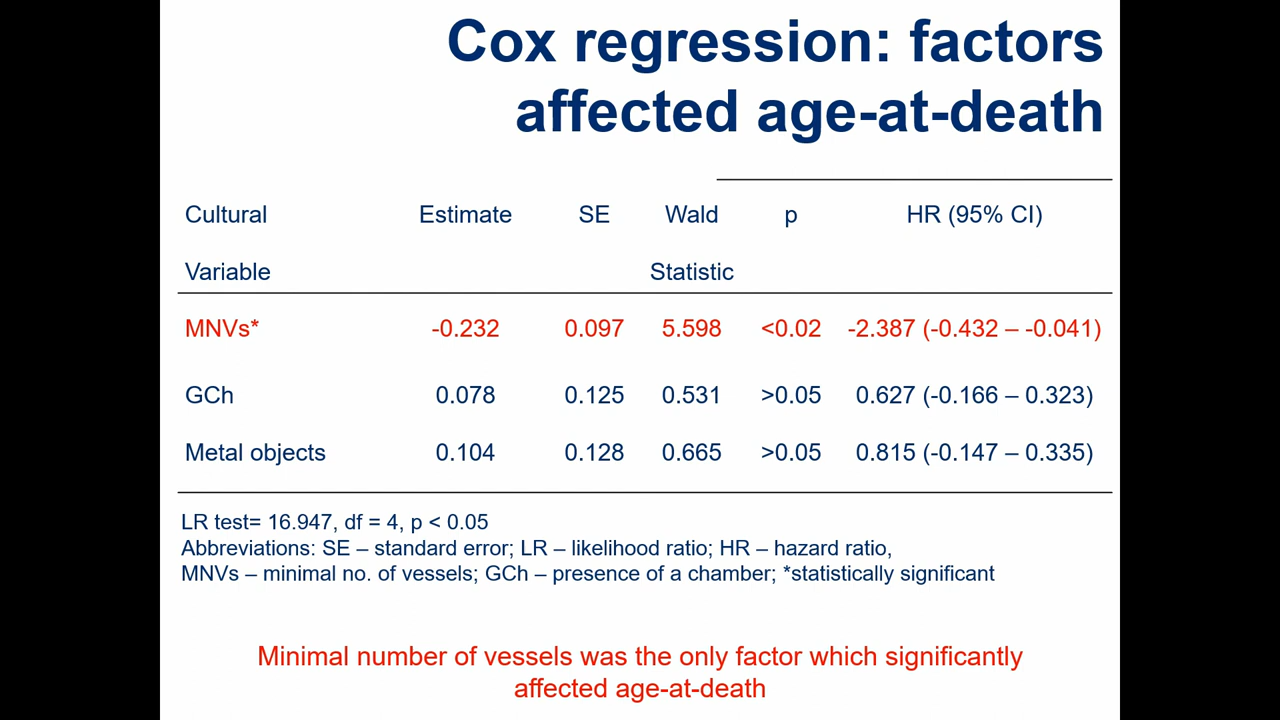 Cox regression: factors
affected age-at-death
Cultural Estimate SE Wald p HR (95% CI)
Variable Statistic
MNVs* -0.232 0.097 5.598 <0.02 -2.387 (-0.432 – -0.041)
GCh 0.078 0.125 0.531 >0.05 0.627 (-0.166 – 0.323)
Metal objects 0.104 0.128 0.665 >0.05 0.815 (-0.147 – 0.335)
LR test= 16.947, df = 4, p < 0.05
Abbreviations: SE – standard error; LR – likelihood ratio; HR – hazard ratio,
MNVs – minimal no. of vessels; GCh – presence of a chamber; *statistically significant
Minimal number of vessels was the only factor which significantly
affected age-at-death